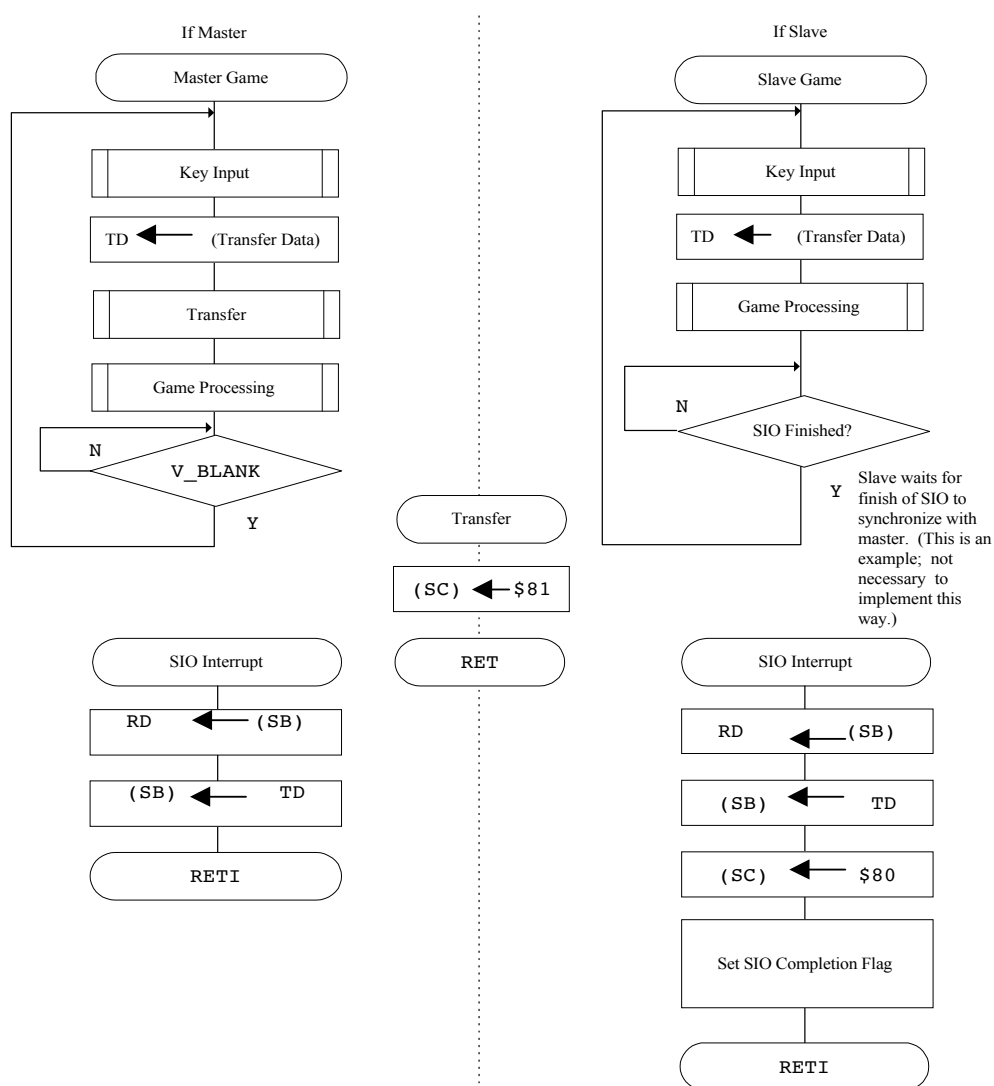 If Master
Master Game
Key Input
TD (Transfer Data)
Transfer
Game Processing
N
V_BLANK
Y
SIO Interrupt
RD (SB)
(SB) TD
RETI
Transfer
(SC) $81
RET
If Slave
Slave Game
Key Input
TD (Transfer Data)
Game Processing
N
SIO Finished?
Y
Slave waits for
finish of SIO to
synchronize with
master. (This is an
example; not
necessary to
implement this
way.)
SIO Interrupt
RD (SB)
(SB) TD
(SC) $80
Set SIO Completion Flag
RETI